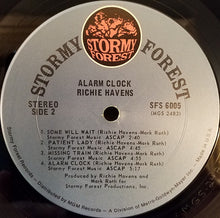 STORMY FOREST
STORMY
FOREST
ALARM CLOCK
RICHIE HAVENS
STEREO
SIDE 2
SFS 6005
(MGS 2483)
1. SOME WILL WAIT (Richie Havens-Mark Roth)
Stormy Forest Music ASCAP 2:40
2. PATIENT LADY (Richie Havens-Mark Roth)
Stormy Forest Music ASCAP
3. MISSING TRAIN (Richie Havens-Mark Roth)
Stormy Forest Music ASCAP
4. ALARM CLOCK (Richie Havens-Mark Roth)
Stormy Forest Music ASCAP 3:17
Produced by Richie Havens and
Mark Roth for
Stormy Forest Productions, Inc.
Distributed by MGM Records - A Division of Metro-Goldwyn-Mayer Inc.